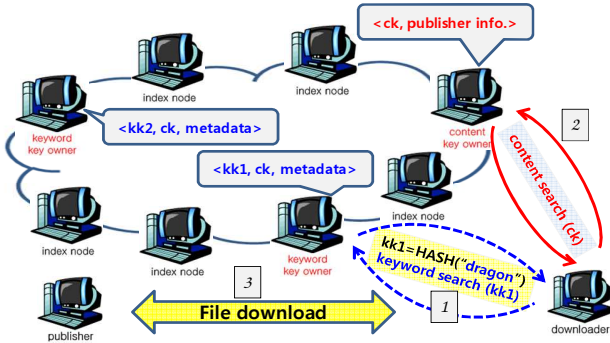 <ck, publisher info.>
index node
index node
keyword
key owner
<kk2, ck, metadata>
content
key owner
2
content search (ck)
<kk1, ck, metadata>
index node
index node
keyword
key owner
index node
kk1=HASH("dragon")
keyword search (kk1)
1
3
File download
publisher
downloader